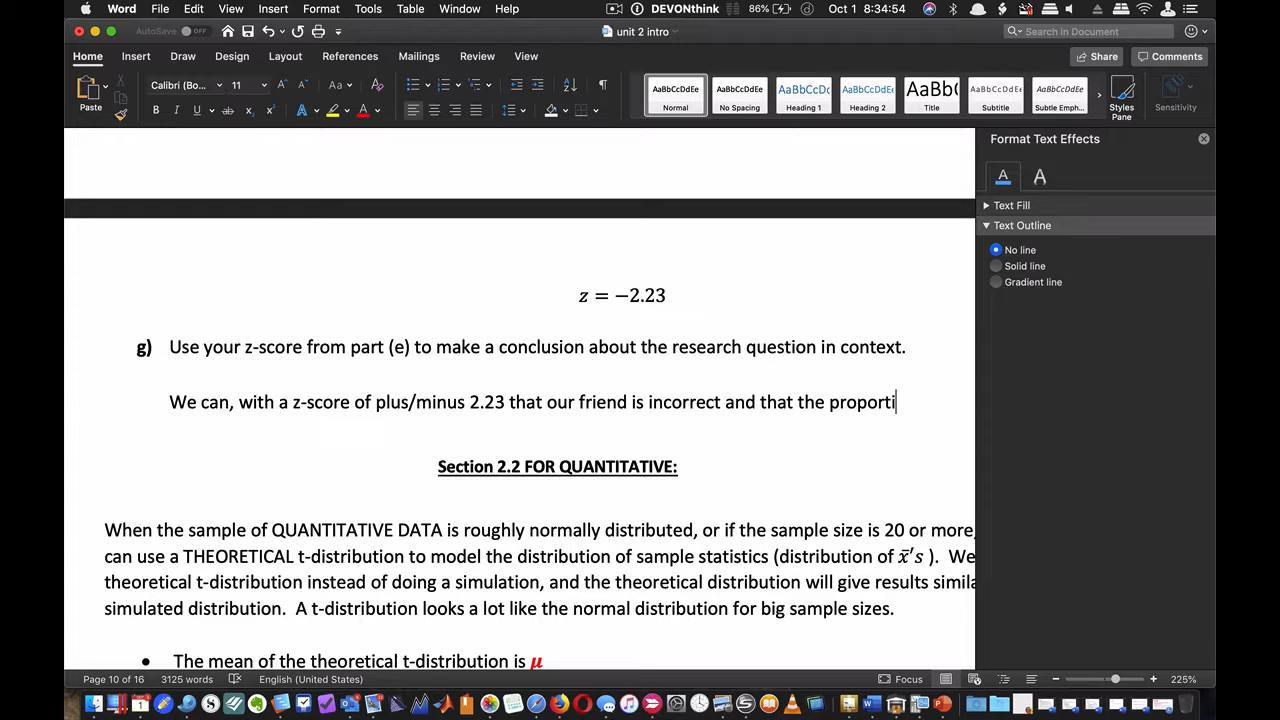 Word File Edit View Insert Format Tools Table Window Help DEVONthink 86% Oct 1 8:34:54
AutoSave OFF unit 2 intro Search in Document
Home Insert Draw Design Layout References Mailings Review View Share Comments
Paste Calibri (Bo... 11 Aa
AaBbCcDdEe AaBbCcDdEe AaBbCcDc AaBbCcDdEe AaBb( AaBbCcDdEe AaBbCcDdEe
Normal No Spacing Heading 1 Heading 2 Title Subtitle Subtle Emph... Styles Pane Sensitivity
Format Text Effects
Text Fill
Text Outline
No line
Solid line
Gradient line
z = −2.23
g) Use your z-score from part (e) to make a conclusion about the research question in context.
We can, with a z-score of plus/minus 2.23 that our friend is incorrect and that the proporti
Section 2.2 FOR QUANTITATIVE:
When the sample of QUANTITATIVE DATA is roughly normally distributed, or if the sample size is 20 or more,
can use a THEORETICAL t-distribution to model the distribution of sample statistics (distribution of x̄'s ). We
theoretical t-distribution instead of doing a simulation, and the theoretical distribution will give results simila
simulated distribution. A t-distribution looks a lot like the normal distribution for big sample sizes.
• The mean of the theoretical t-distribution is μ
Page 10 of 16 3125 words English (United States) Focus 225%